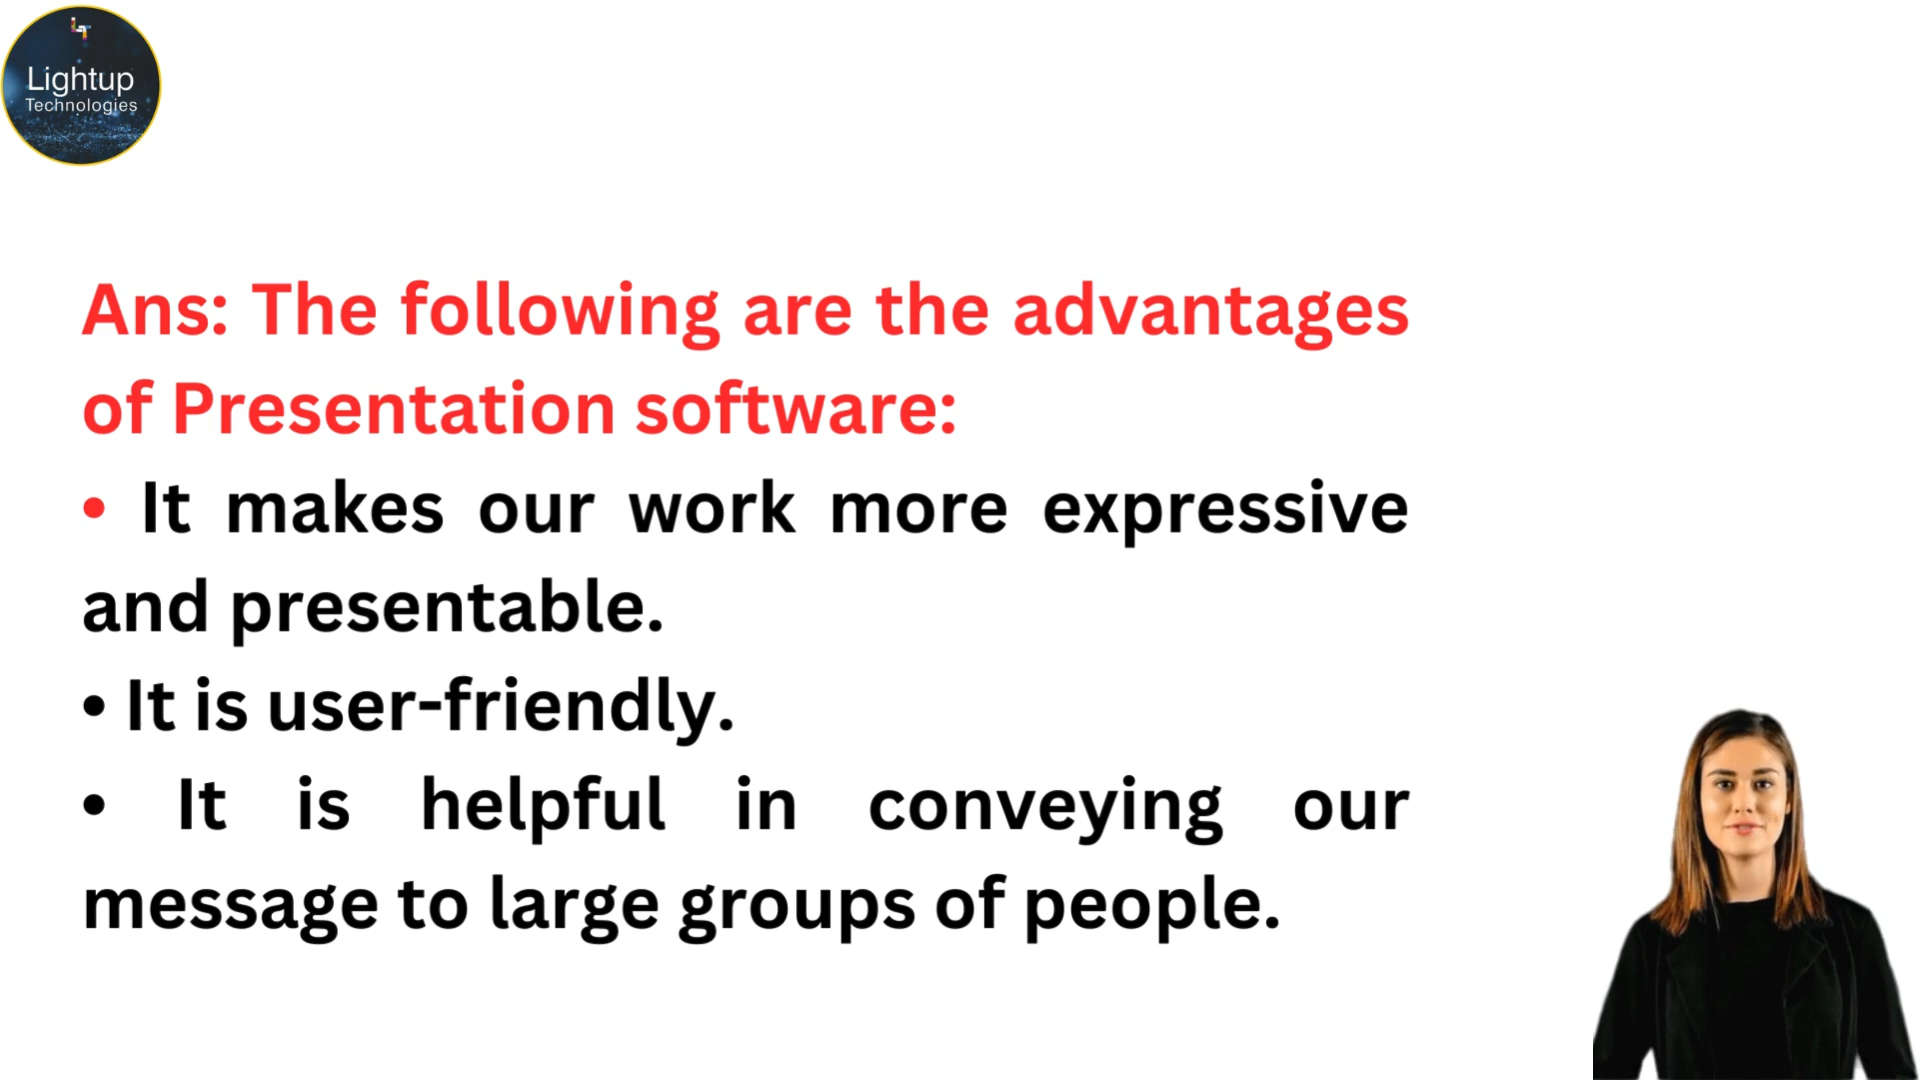 LT
Lightup
Technologies
Ans: The following are the advantages
of Presentation software:
• It makes our work more expressive
and presentable.
• It is user-friendly.
• It is helpful in conveying our
message to large groups of people.